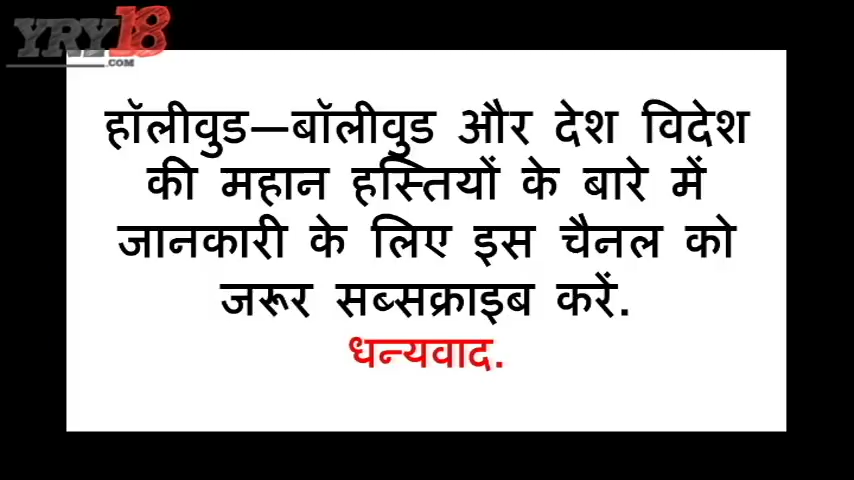 YRY18
.COM
हॉलीवुड—बॉलीवुड और देश विदेश
की महान हस्तियों के बारे में
जानकारी के लिए इस चैनल को
जरूर सब्सक्राइब करें.
धन्यवाद.